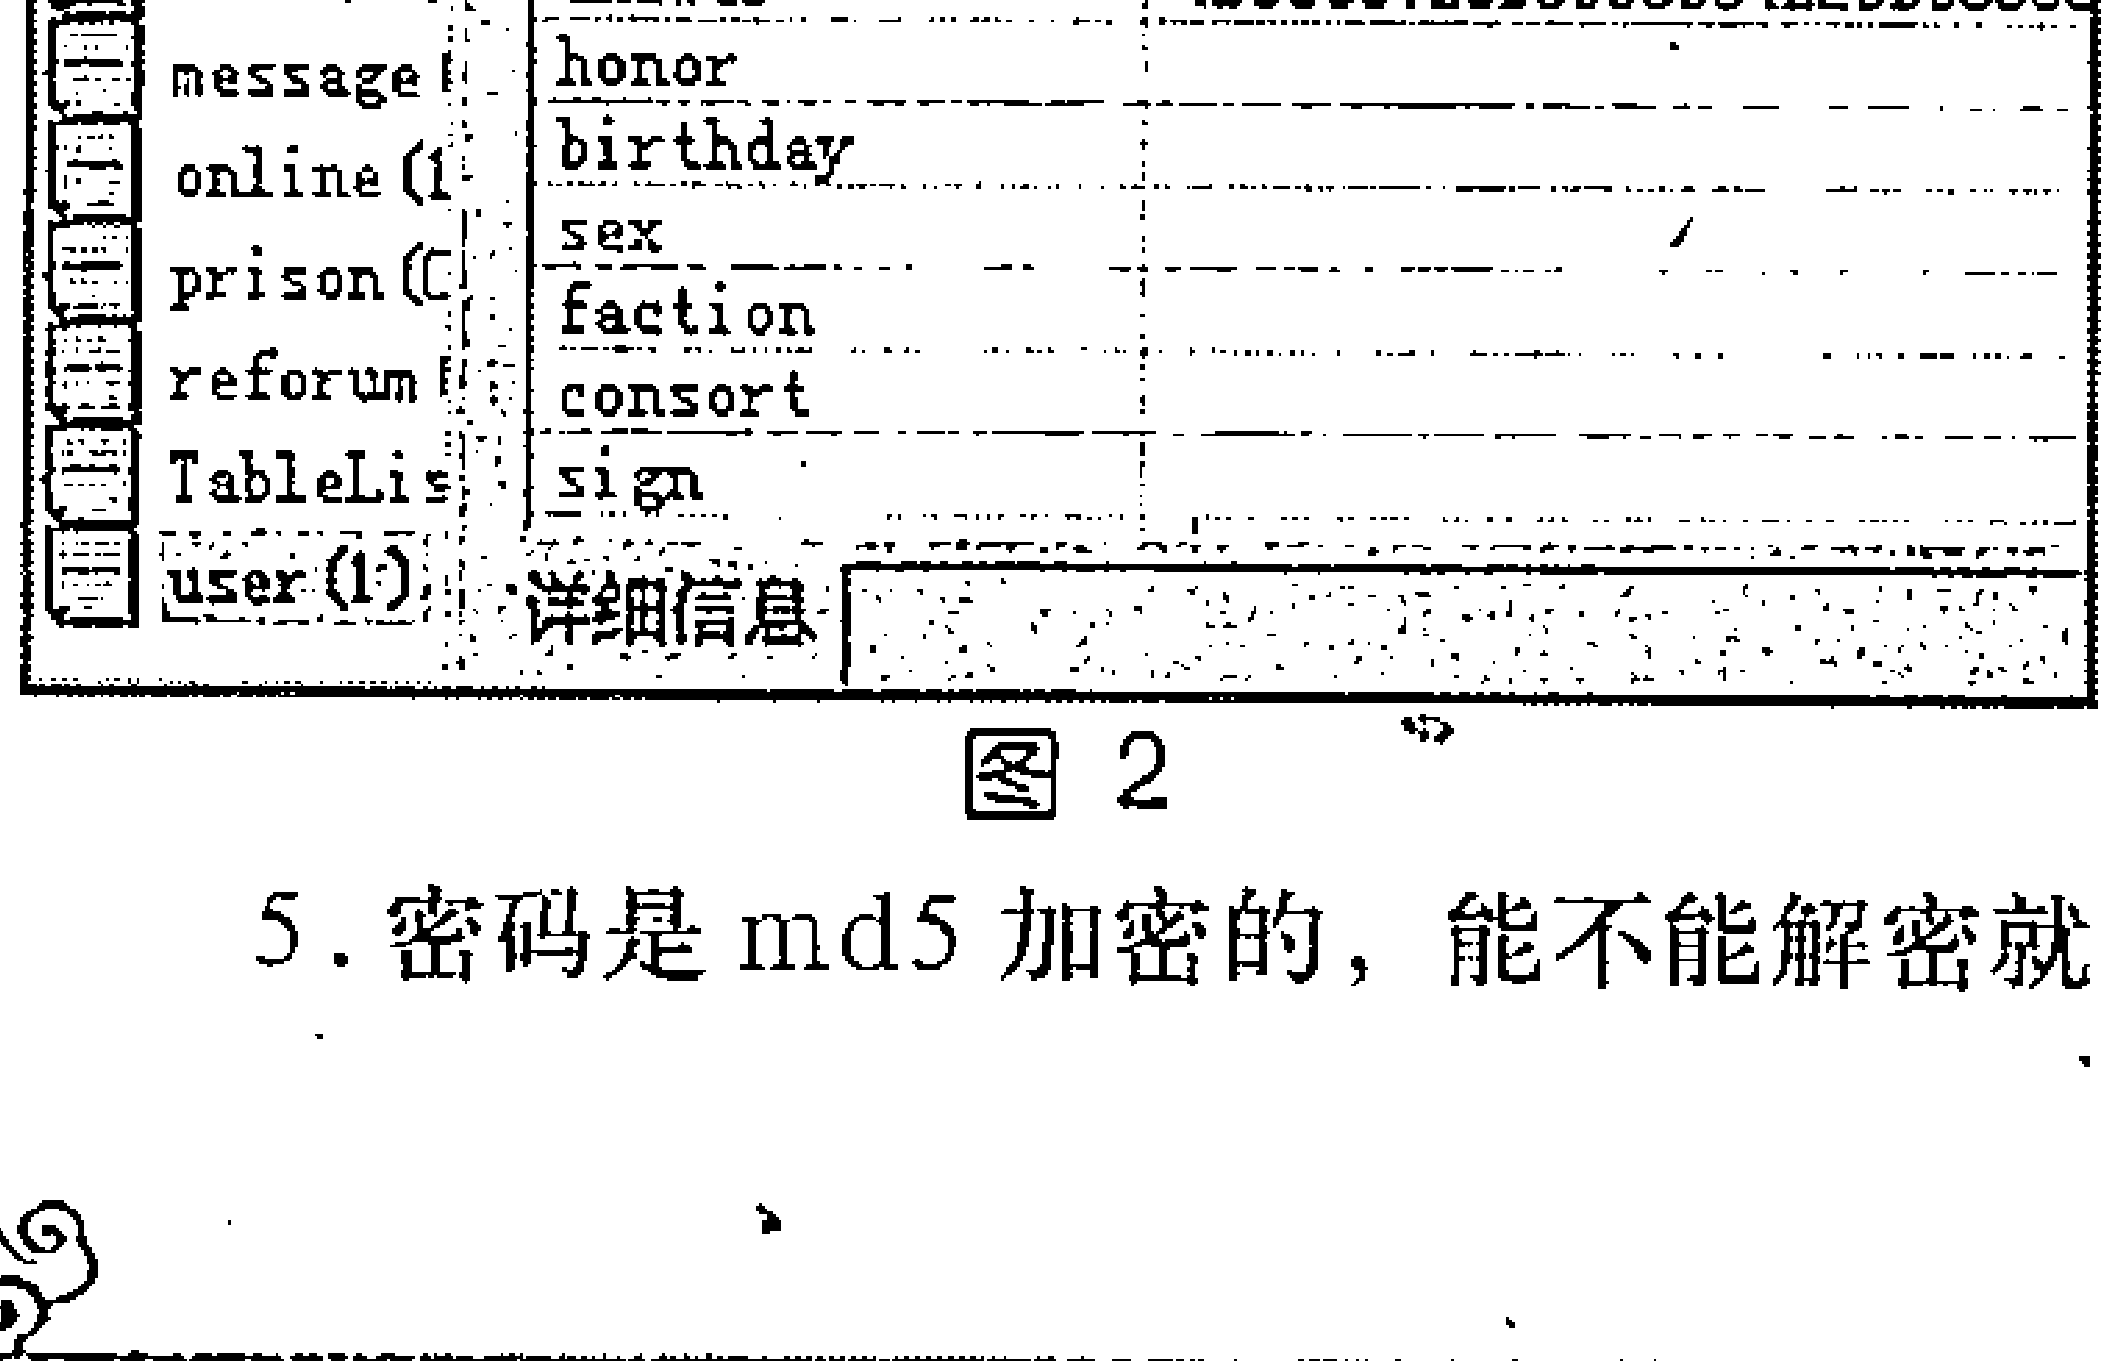 message
honor
online (1
birthday
prison (
sex
reforum
faction
TableLis
consort
user (1)
sign
详细信息
图 2
5.密码是 md5 加密的，能不能解密就